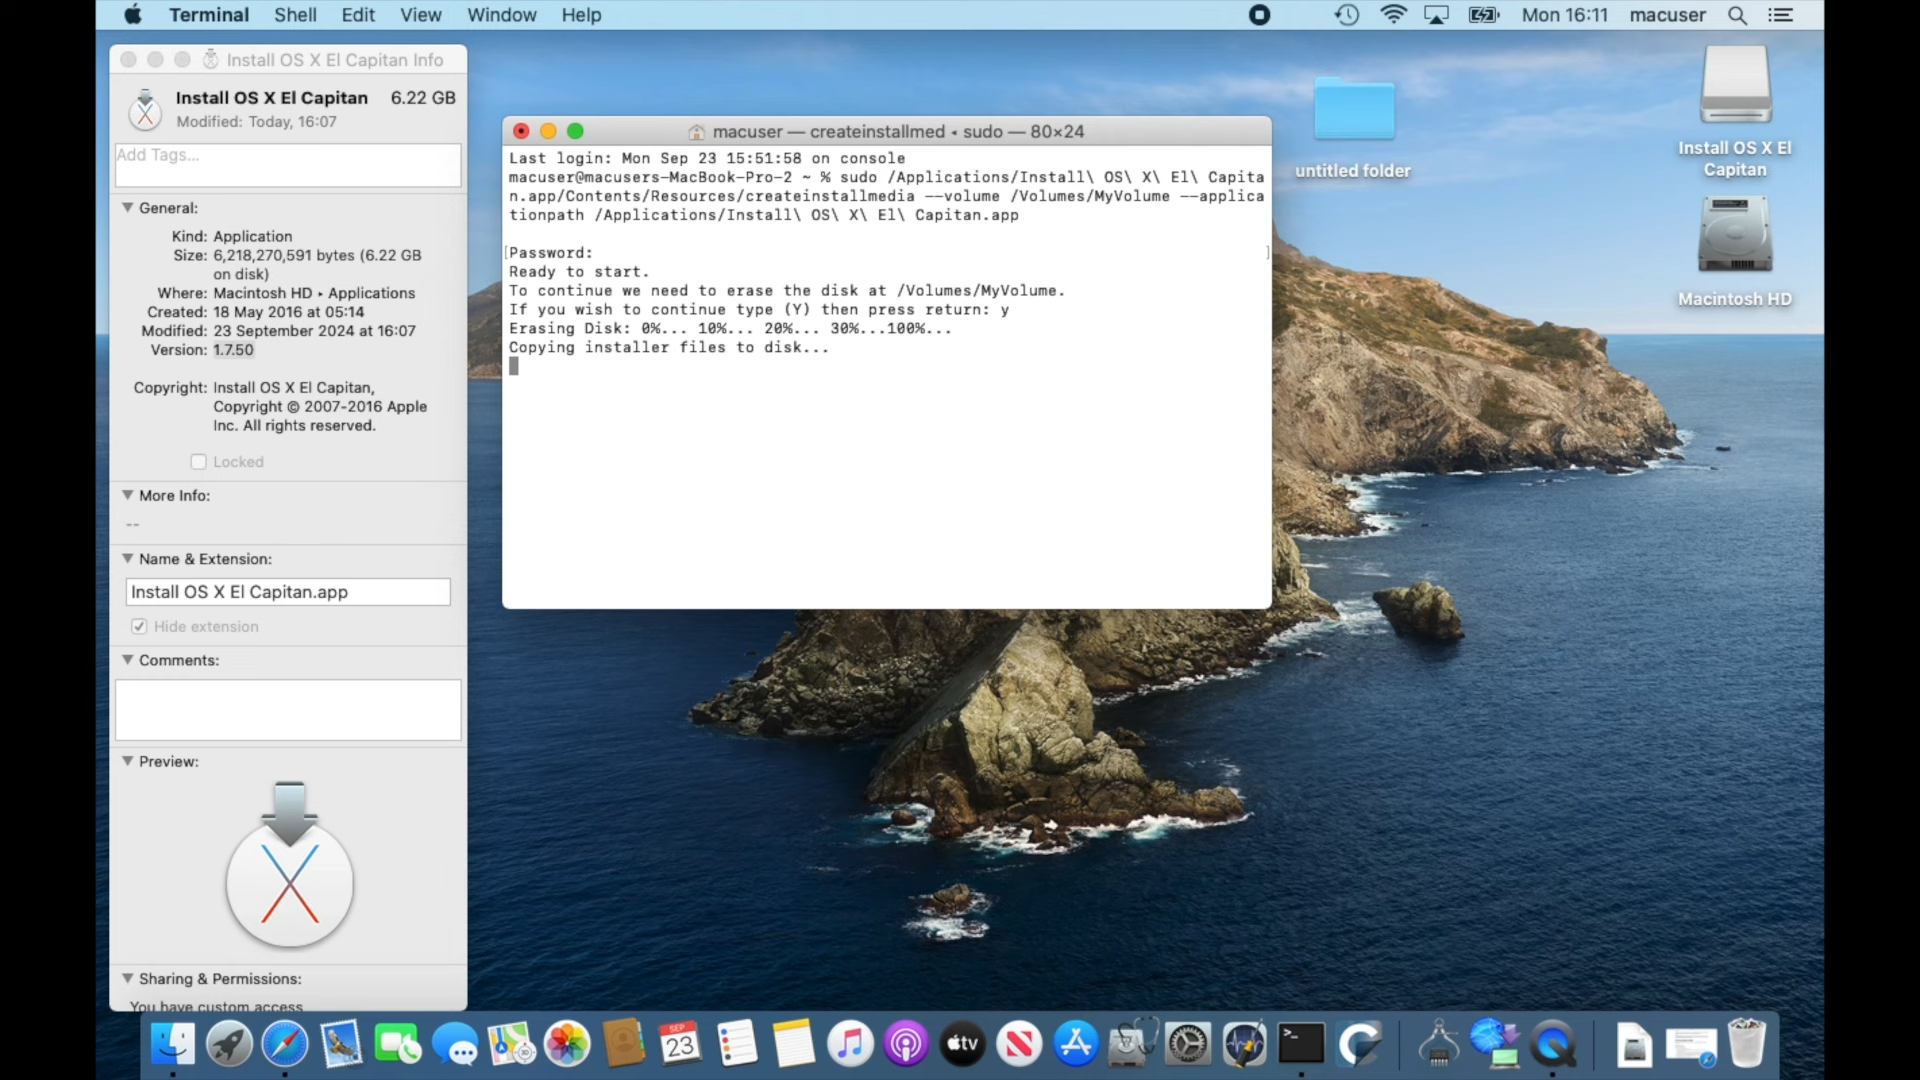 Terminal Shell Edit View Window Help
Mon 16:11 macuser
Install OS X El Capitan Info
Install OS X El Capitan 6.22 GB
Modified: Today, 16:07
Add Tags...
General:
Kind: Application
Size: 6,218,270,591 bytes (6.22 GB
on disk)
Where: Macintosh HD ▸ Applications
Created: 18 May 2016 at 05:14
Modified: 23 September 2024 at 16:07
Version: 1.7.50
Copyright: Install OS X El Capitan,
Copyright © 2007-2016 Apple
Inc. All rights reserved.
Locked
More Info:
--
Name & Extension:
Install OS X El Capitan.app
Hide extension
Comments:
Preview:
Sharing & Permissions:
You have custom access
macuser — createinstallmed • sudo — 80×24
Last login: Mon Sep 23 15:51:58 on console
macuser@macusers-MacBook-Pro-2 ~ % sudo /Applications/Install\ OS\ X\ El\ Capita
n.app/Contents/Resources/createinstallmedia --volume /Volumes/MyVolume --applica
tionpath /Applications/Install\ OS\ X\ El\ Capitan.app
[Password: ]
Ready to start.
To continue we need to erase the disk at /Volumes/MyVolume.
If you wish to continue type (Y) then press return: y
Erasing Disk: 0%... 10%... 20%... 30%...100%...
Copying installer files to disk...
untitled folder
Install OS X El
Capitan
Macintosh HD
SEP
23
tv
>_